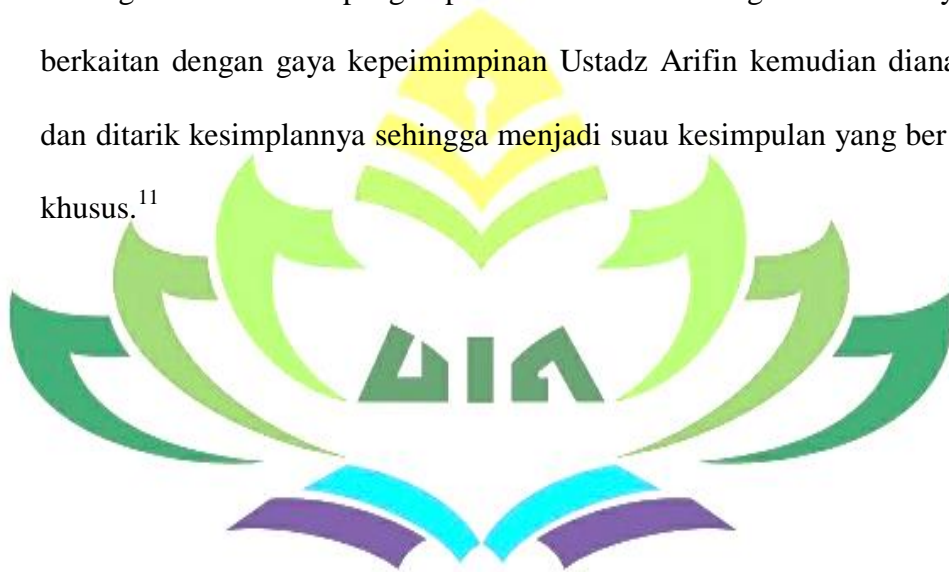 berkaitan dengan gaya kepeimimpinan Ustadz Arifin kemudian diana
dan ditarik kesimplannya sehingga menjadi suau kesimpulan yang ber
khusus.11
UIN